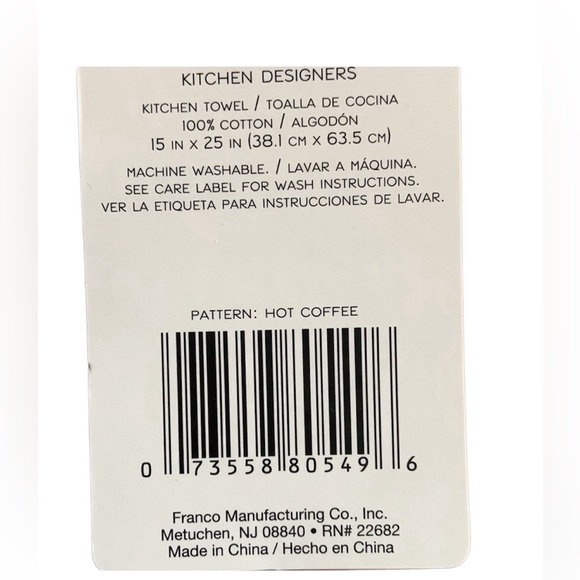 KITCHEN DESIGNERS
KITCHEN TOWEL / TOALLA DE COCINA
100% COTTON / ALGODÓN
15 IN X 25 IN (38.1 CM X 63.5 CM)
MACHINE WASHABLE. / LAVAR A MÁQUINA.
SEE CARE LABEL FOR WASH INSTRUCTIONS.
VER LA ETIQUETA PARA INSTRUCCIONES DE LAVAR.
PATTERN: HOT COFFEE
0 73558 80549 6
Franco Manufacturing Co., Inc.
Metuchen, NJ 08840 • RN# 22682
Made in China / Hecho en China